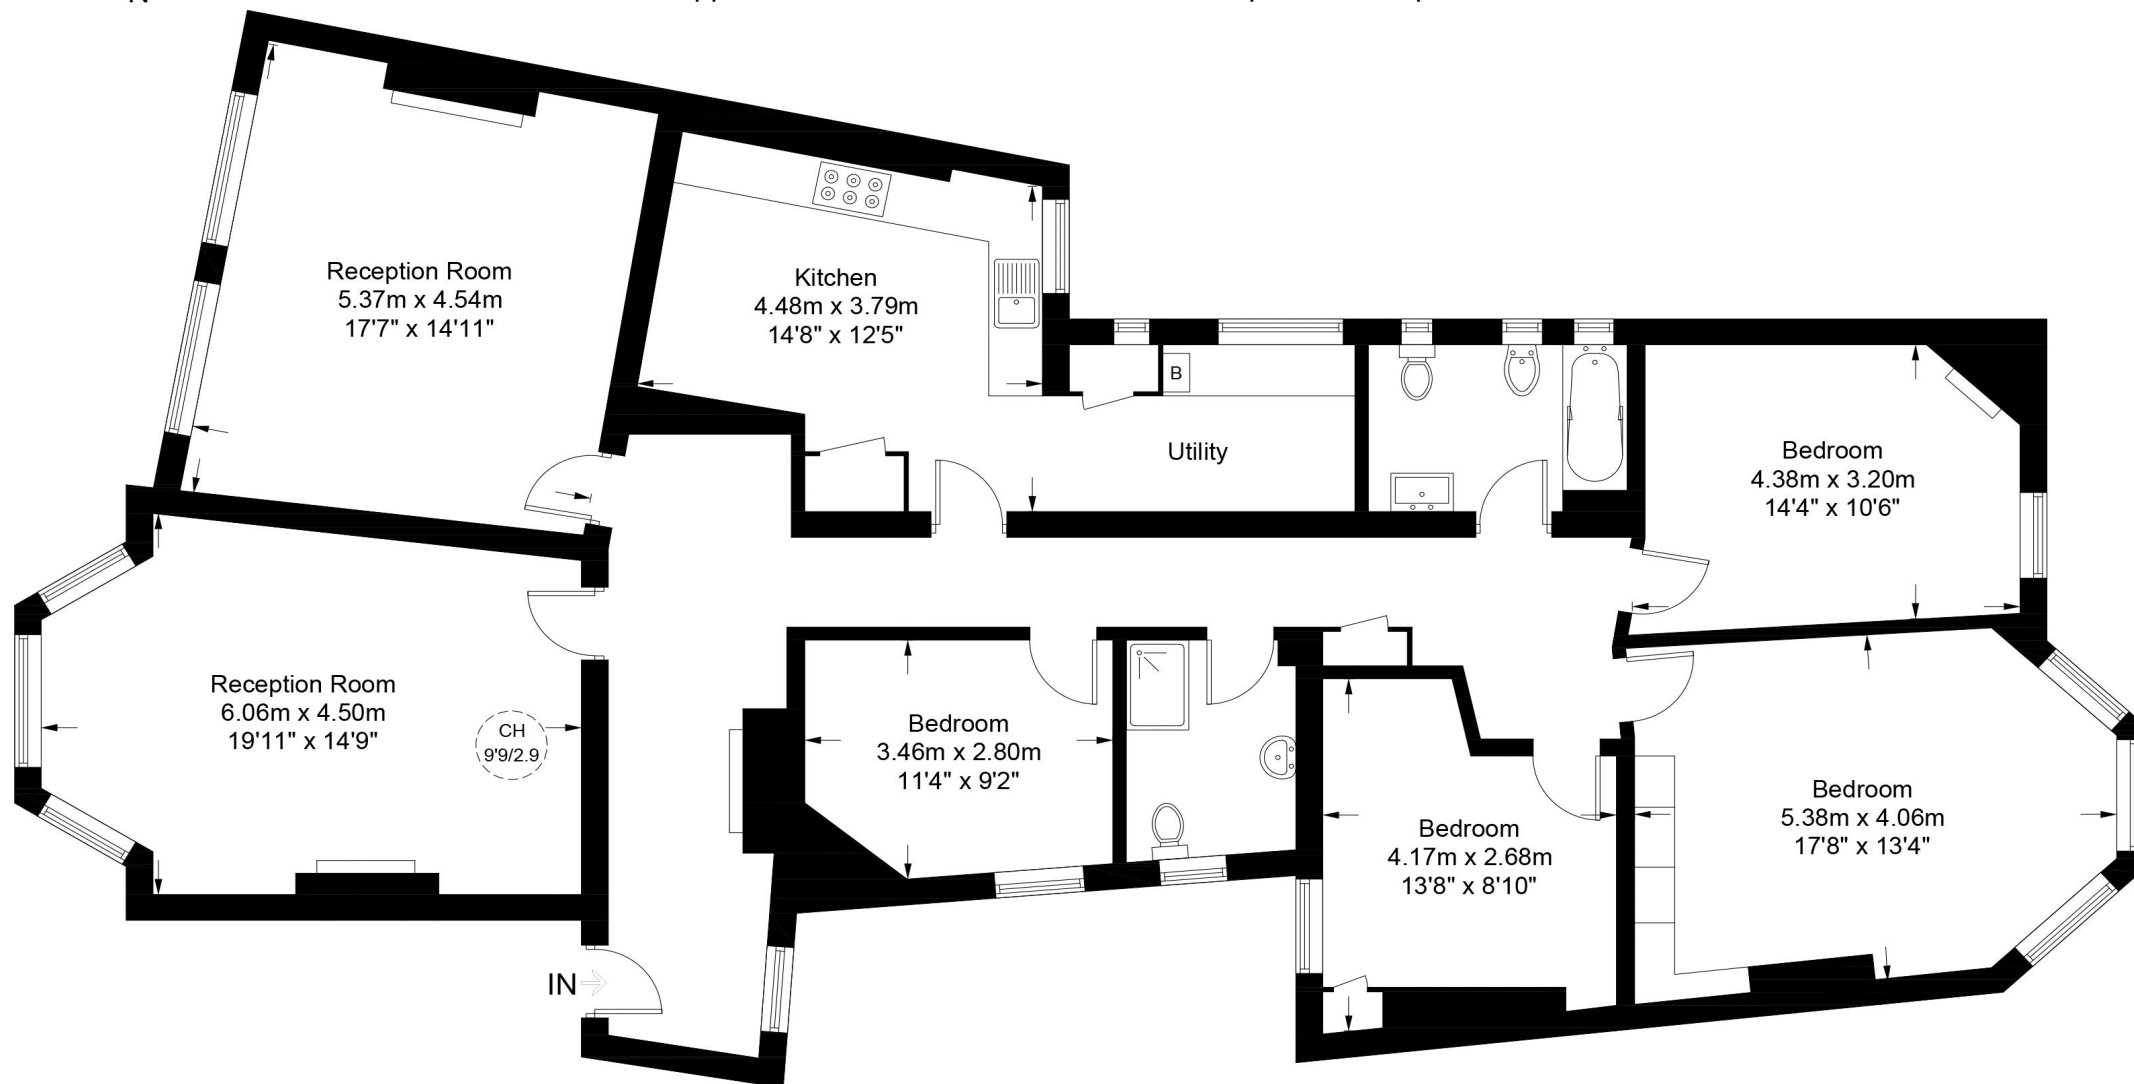 Reception Room
5.37m x 4.54m
17'7" x 14'11"
Kitchen
4.48m x 3.79m
14'8" x 12'5"
B
Utility
Bedroom
4.38m x 3.20m
14'4" x 10'6"
Reception Room
6.06m x 4.50m
19'11" x 14'9"
CH
9'9/2.9
Bedroom
3.46m x 2.80m
11'4" x 9'2"
Bedroom
4.17m x 2.68m
13'8" x 8'10"
Bedroom
5.38m x 4.06m
17'8" x 13'4"
IN